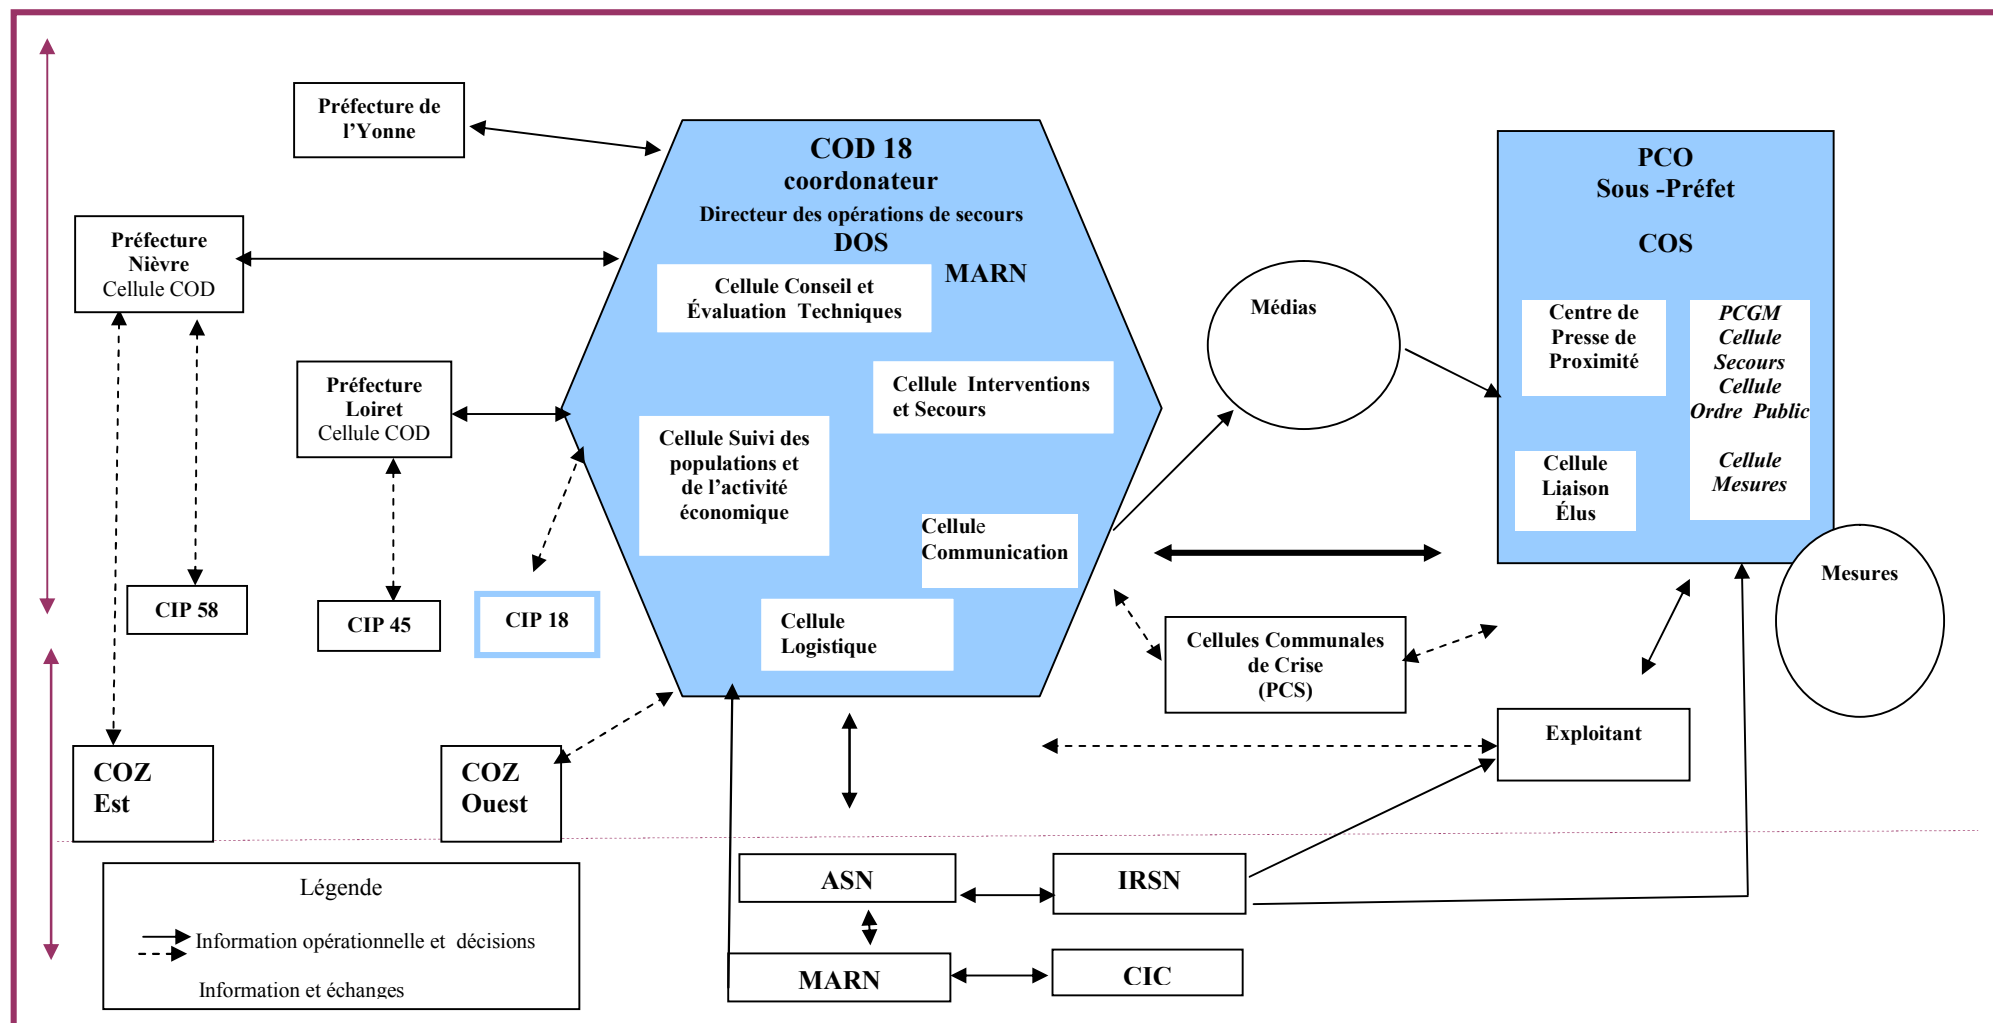 Préfecture de
l'Yonne
Préfecture
Nièvre
Cellule COD
Préfecture
Loiret
Cellule COD
CIP 58
CIP 45
CIP 18
COZ
Est
COZ
Ouest
COD 18
coordonateur
Directeur des opérations de secours
DOS
MARN
Cellule Conseil et
Évaluation Techniques
Cellule Interventions
et Secours
Cellule Suivi des
populations et
de l'activité
économique
Cellule
Communication
Cellule
Logistique
Médias
PCO
Sous -Préfet
COS
Centre de
Presse de
Proximité
PCGM
Cellule
Secours
Cellule
Ordre Public
Cellule
Mesures
Cellule
Liaison
Élus
Mesures
Cellules Communales
de Crise
(PCS)
Exploitant
ASN
IRSN
MARN
CIC
Légende
Information opérationnelle et décisions
Information et échanges